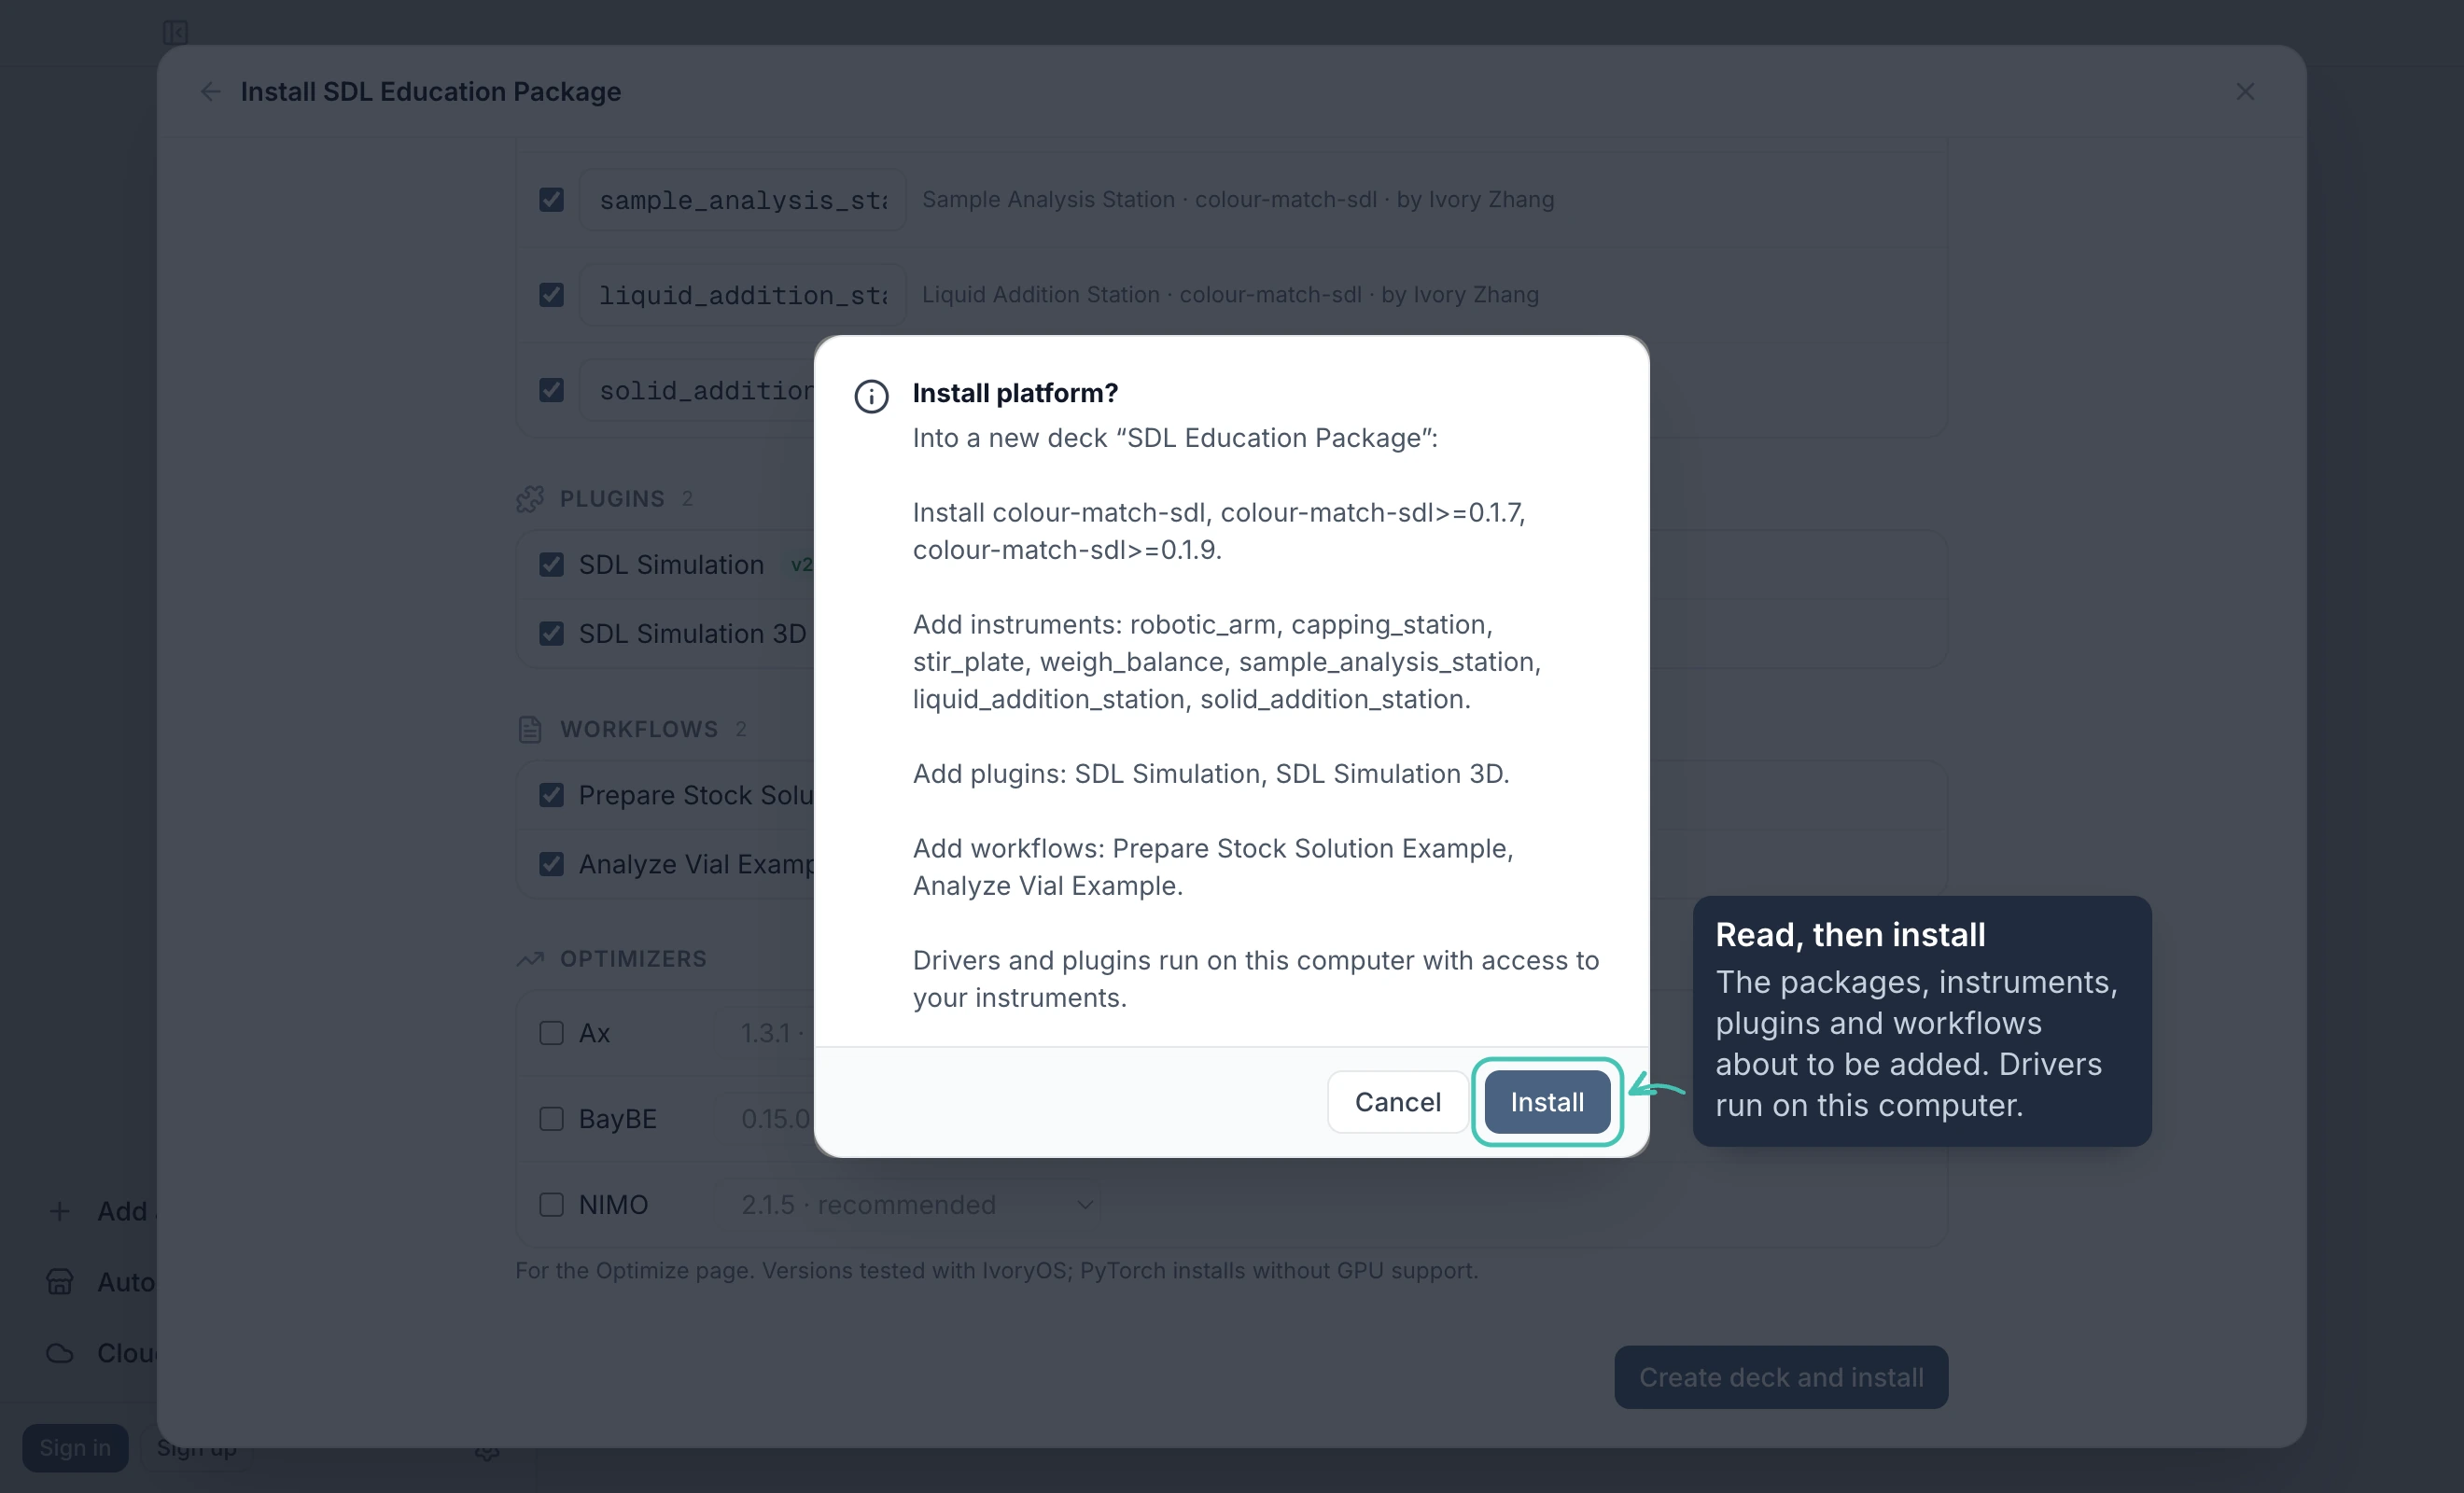 Install SDL Education Package
sample_analysis_sta
Sample Analysis Station · colour-match-sdl · by Ivory Zhang
liquid_addition_sta
Liquid Addition Station · colour-match-sdl · by Ivory Zhang
solid_addition
PLUGINS 2
SDL Simulation v2
SDL Simulation 3D
WORKFLOWS 2
Prepare Stock Solu
Analyze Vial Examp
OPTIMIZERS
Ax 1.3.1 ·
BayBE 0.15.0
NIMO 2.1.5 · recommended
For the Optimize page. Versions tested with IvoryOS; PyTorch installs without GPU support.
Create deck and install
Install platform?
Into a new deck “SDL Education Package”:
Install colour-match-sdl, colour-match-sdl>=0.1.7,
colour-match-sdl>=0.1.9.
Add instruments: robotic_arm, capping_station,
stir_plate, weigh_balance, sample_analysis_station,
liquid_addition_station, solid_addition_station.
Add plugins: SDL Simulation, SDL Simulation 3D.
Add workflows: Prepare Stock Solution Example,
Analyze Vial Example.
Drivers and plugins run on this computer with access to
your instruments.
Cancel
Install
Read, then install
The packages, instruments,
plugins and workflows
about to be added. Drivers
run on this computer.
Add
Auto
Clou
Sign in
Sign up